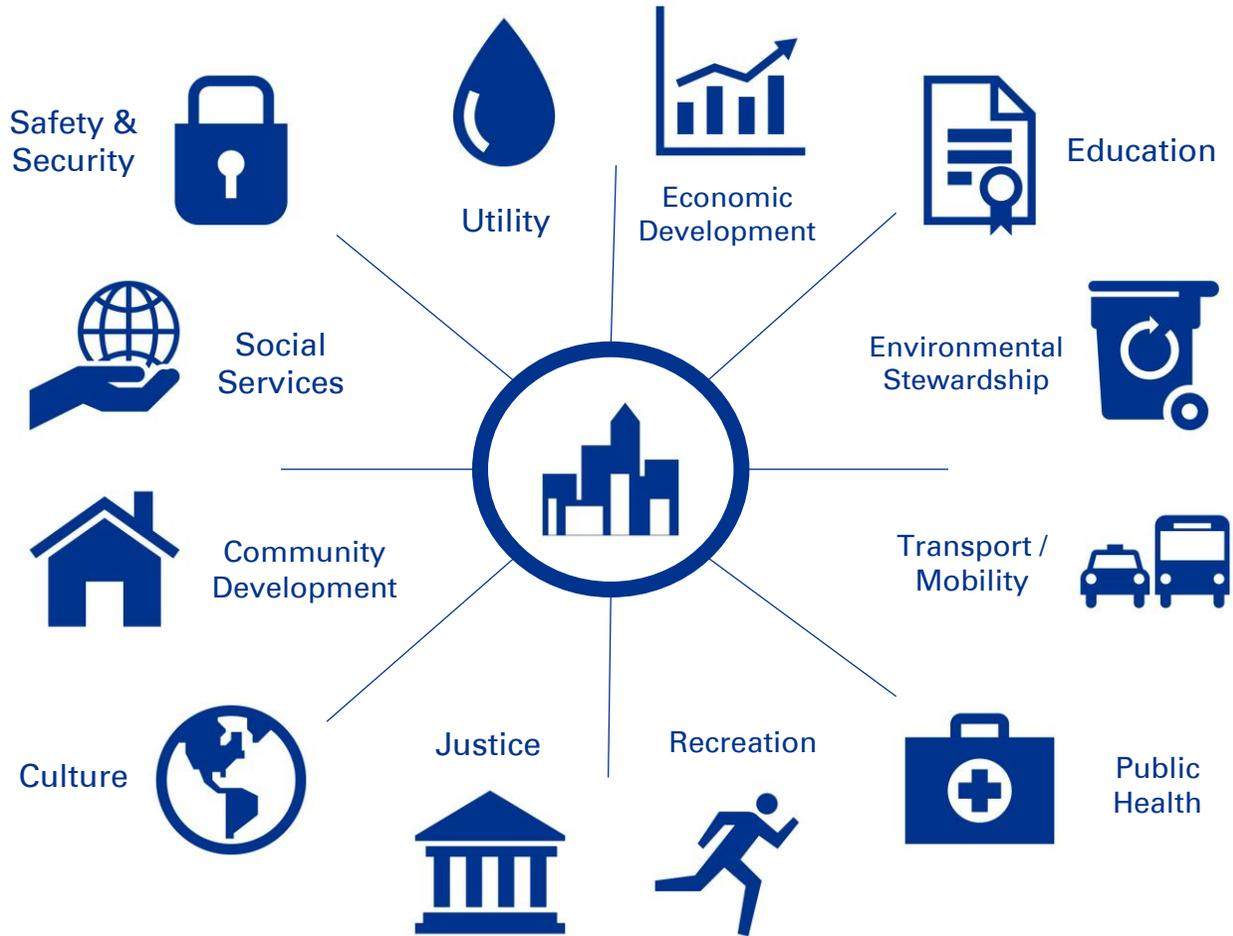 Safety &
Security
Utility
Economic
Development
Education
Social
Services
Environmental
Stewardship
Community
Development
Transport /
Mobility
Culture
Justice
Recreation
Public
Health